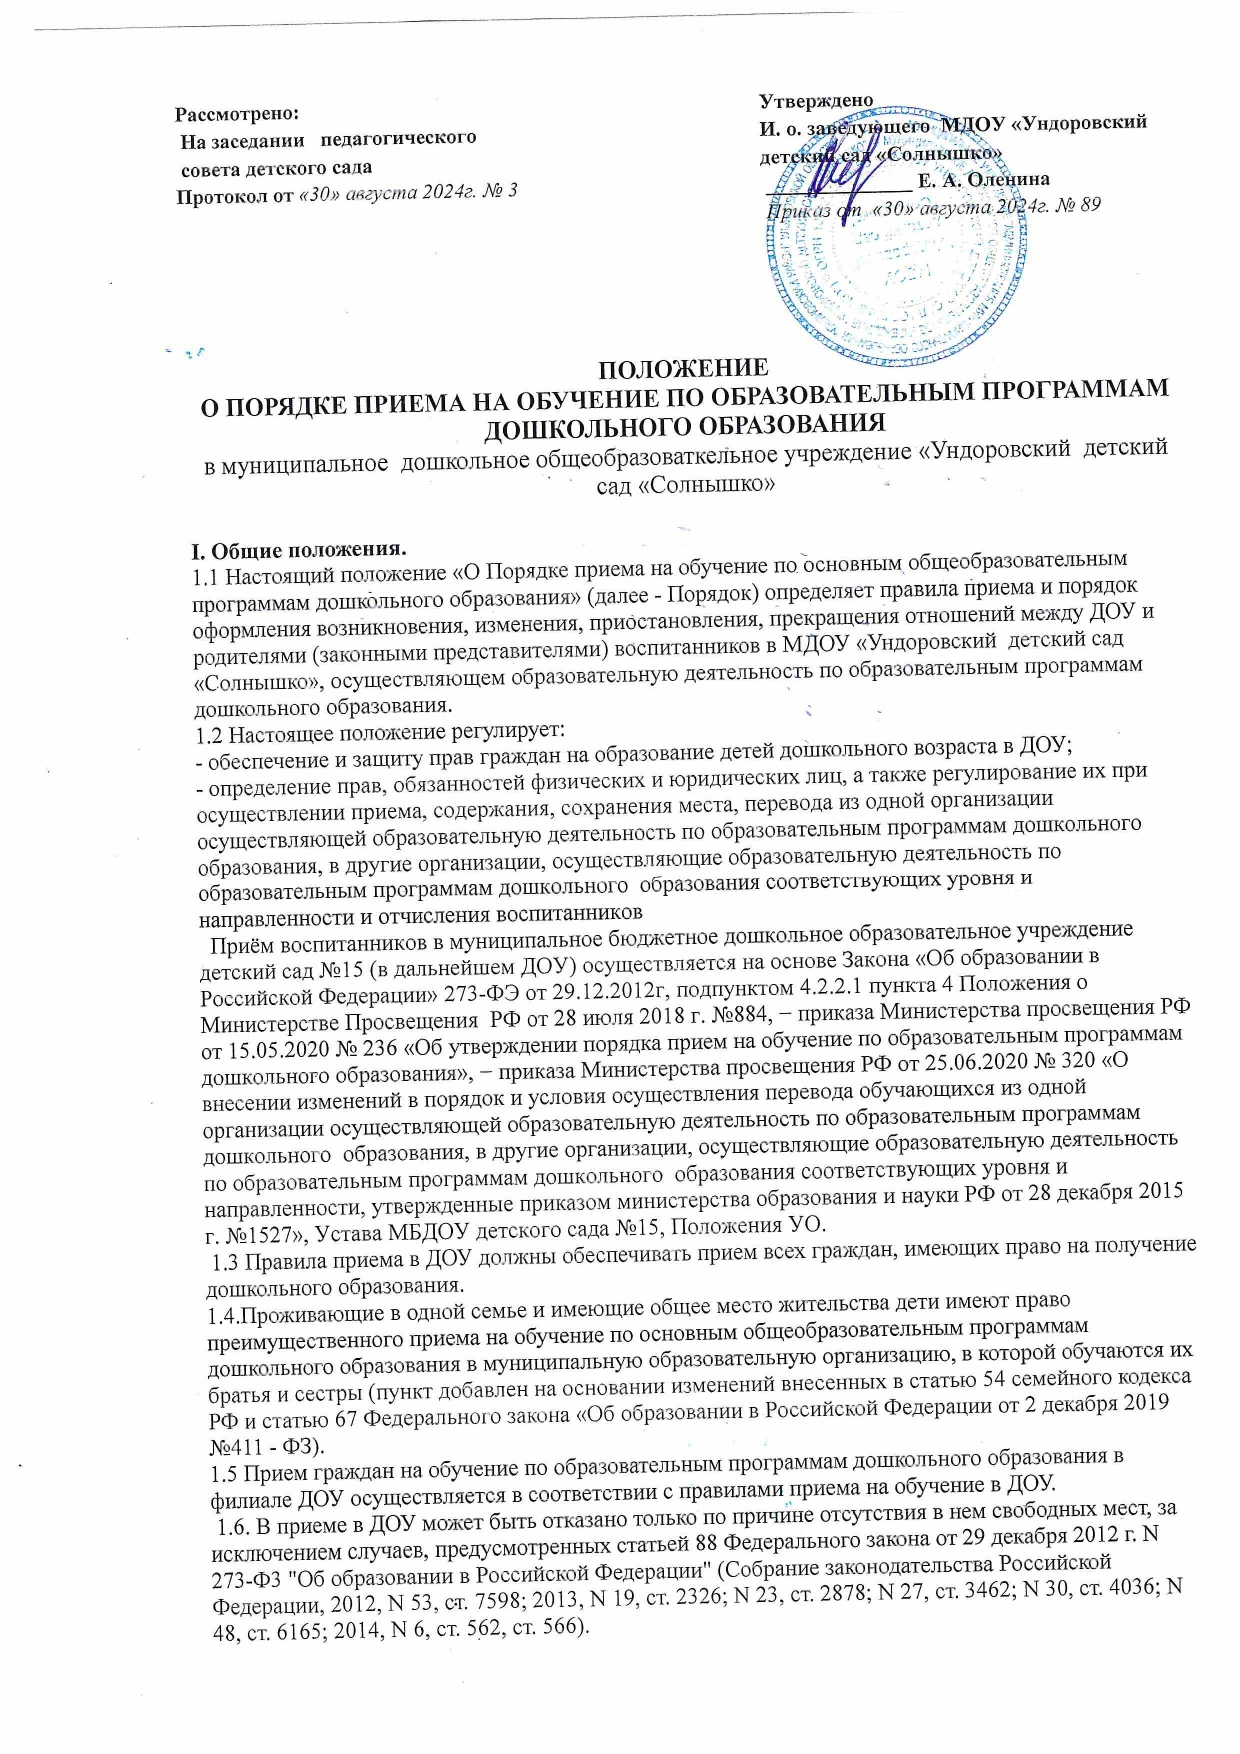 Рассмотрено:
На заседании педагогического
совета детского сада
Протокол от «30» августа 2024г. № 3
Утверждено
И. о. заведующего МДОУ «Ундоровский
детский сад «Солнышко»
______________ Е. А. Оленина
Приказ от «30» августа 2024г. № 89
ПОЛОЖЕНИЕ
О ПОРЯДКЕ ПРИЕМА НА ОБУЧЕНИЕ ПО ОБРАЗОВАТЕЛЬНЫМ ПРОГРАММАМ
ДОШКОЛЬНОГО ОБРАЗОВАНИЯ
в муниципальное дошкольное общеобразоваткельное учреждение «Ундоровский детский
сад «Солнышко»
I. Общие положения.
1.1 Настоящий положение «О Порядке приема на обучение по основным общеобразовательным
программам дошкольного образования» (далее - Порядок) определяет правила приема и порядок
оформления возникновения, изменения, приостановления, прекращения отношений между ДОУ и
родителями (законными представителями) воспитанников в МДОУ «Ундоровский детский сад
«Солнышко», осуществляющем образовательную деятельность по образовательным программам
дошкольного образования.
1.2 Настоящее положение регулирует:
- обеспечение и защиту прав граждан на образование детей дошкольного возраста в ДОУ;
- определение прав, обязанностей физических и юридических лиц, а также регулирование их при
осуществлении приема, содержания, сохранения места, перевода из одной организации
осуществляющей образовательную деятельность по образовательным программам дошкольного
образования, в другие организации, осуществляющие образовательную деятельность по
образовательным программам дошкольного образования соответствующих уровня и
направленности и отчисления воспитанников
Приём воспитанников в муниципальное бюджетное дошкольное образовательное учреждение
детский сад №15 (в дальнейшем ДОУ) осуществляется на основе Закона «Об образовании в
Российской Федерации» 273-ФЭ от 29.12.2012г, подпунктом 4.2.2.1 пункта 4 Положения о
Министерстве Просвещения РФ от 28 июля 2018 г. №884, − приказа Министерства просвещения РФ
от 15.05.2020 № 236 «Об утверждении порядка прием на обучение по образовательным программам
дошкольного образования», − приказа Министерства просвещения РФ от 25.06.2020 № 320 «О
внесении изменений в порядок и условия осуществления перевода обучающихся из одной
организации осуществляющей образовательную деятельность по образовательным программам
дошкольного образования, в другие организации, осуществляющие образовательную деятельность
по образовательным программам дошкольного образования соответствующих уровня и
направленности, утвержденные приказом министерства образования и науки РФ от 28 декабря 2015
г. №1527», Устава МБДОУ детского сада №15, Положения УО.
1.3 Правила приема в ДОУ должны обеспечивать прием всех граждан, имеющих право на получение
дошкольного образования.
1.4.Проживающие в одной семье и имеющие общее место жительства дети имеют право
преимущественного приема на обучение по основным общеобразовательным программам
дошкольного образования в муниципальную образовательную организацию, в которой обучаются их
братья и сестры (пункт добавлен на основании изменений внесенных в статью 54 семейного кодекса
РФ и статью 67 Федерального закона «Об образовании в Российской Федерации от 2 декабря 2019
№411 - ФЗ).
1.5 Прием граждан на обучение по образовательным программам дошкольного образования в
филиале ДОУ осуществляется в соответствии с правилами приема на обучение в ДОУ.
1.6. В приеме в ДОУ может быть отказано только по причине отсутствия в нем свободных мест, за
исключением случаев, предусмотренных статьей 88 Федерального закона от 29 декабря 2012 г. N
273-ФЗ "Об образовании в Российской Федерации" (Собрание законодательства Российской
Федерации, 2012, N 53, ст. 7598; 2013, N 19, ст. 2326; N 23, ст. 2878; N 27, ст. 3462; N 30, ст. 4036; N
48, ст. 6165; 2014, N 6, ст. 562, ст. 566).